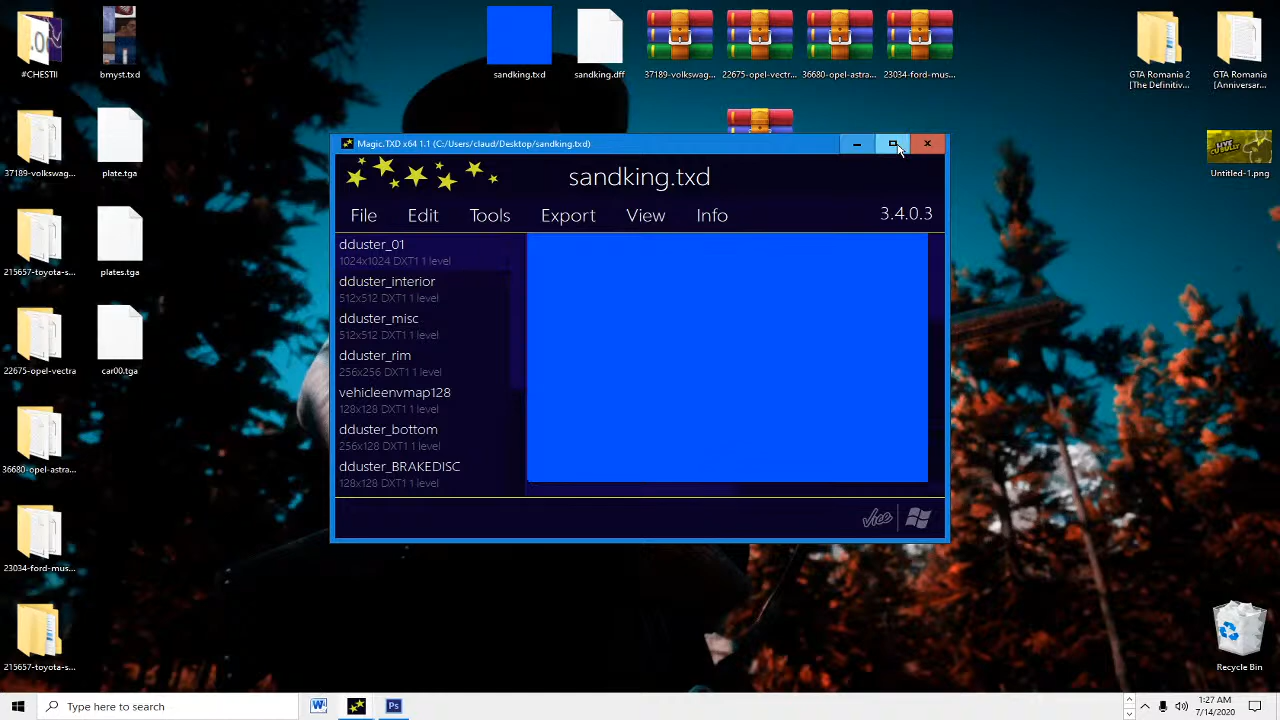 #CHESTII
bmyst.txd
sandking.txd
sandking.dff
37189-volkswag...
22675-opel-vectr...
36680-opel-astra...
23034-ford-mus...
GTA Romania 2
[The Definitiv...
GTA Romania
[Anniversar...
37189-volkswag...
plate.tga
Untitled-1.png
215657-toyota-s...
plates.tga
22675-opel-vectra
car00.tga
36680-opel-astra...
23034-ford-mus...
215657-toyota-s...
Recycle Bin
Magic.TXD x64 1.1 (C:/Users/claud/Desktop/sandking.txd)
sandking.txd
File Edit Tools Export View Info 3.4.0.3
dduster_01
1024x1024 DXT1 1 level
dduster_interior
512x512 DXT1 1 level
dduster_misc
512x512 DXT1 1 level
dduster_rim
256x256 DXT1 1 level
vehicleenvmap128
128x128 DXT1 1 level
dduster_bottom
256x128 DXT1 1 level
dduster_BRAKEDISC
128x128 DXT1 1 level
vice
Type here to search
W
Ps
1:27 AM
7/14/2020